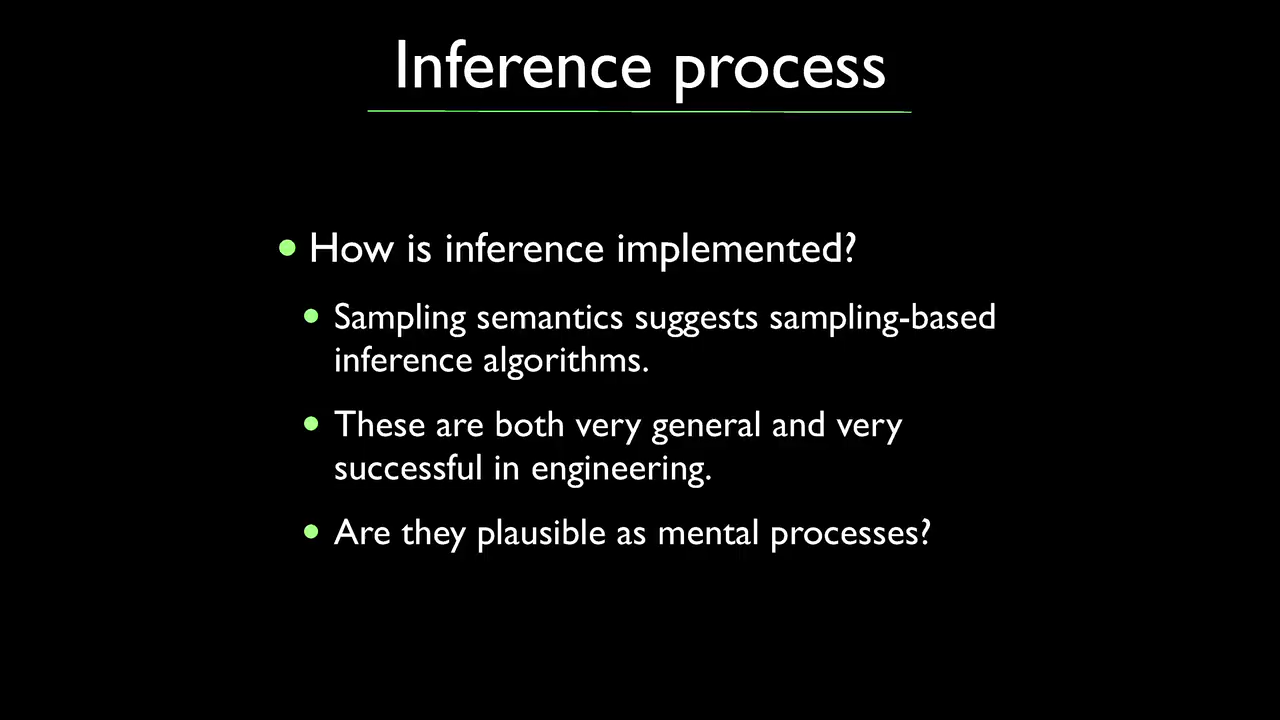 Inference process
How is inference implemented?
Sampling semantics suggests sampling-based
inference algorithms.
These are both very general and very
successful in engineering.
Are they plausible as mental processes?